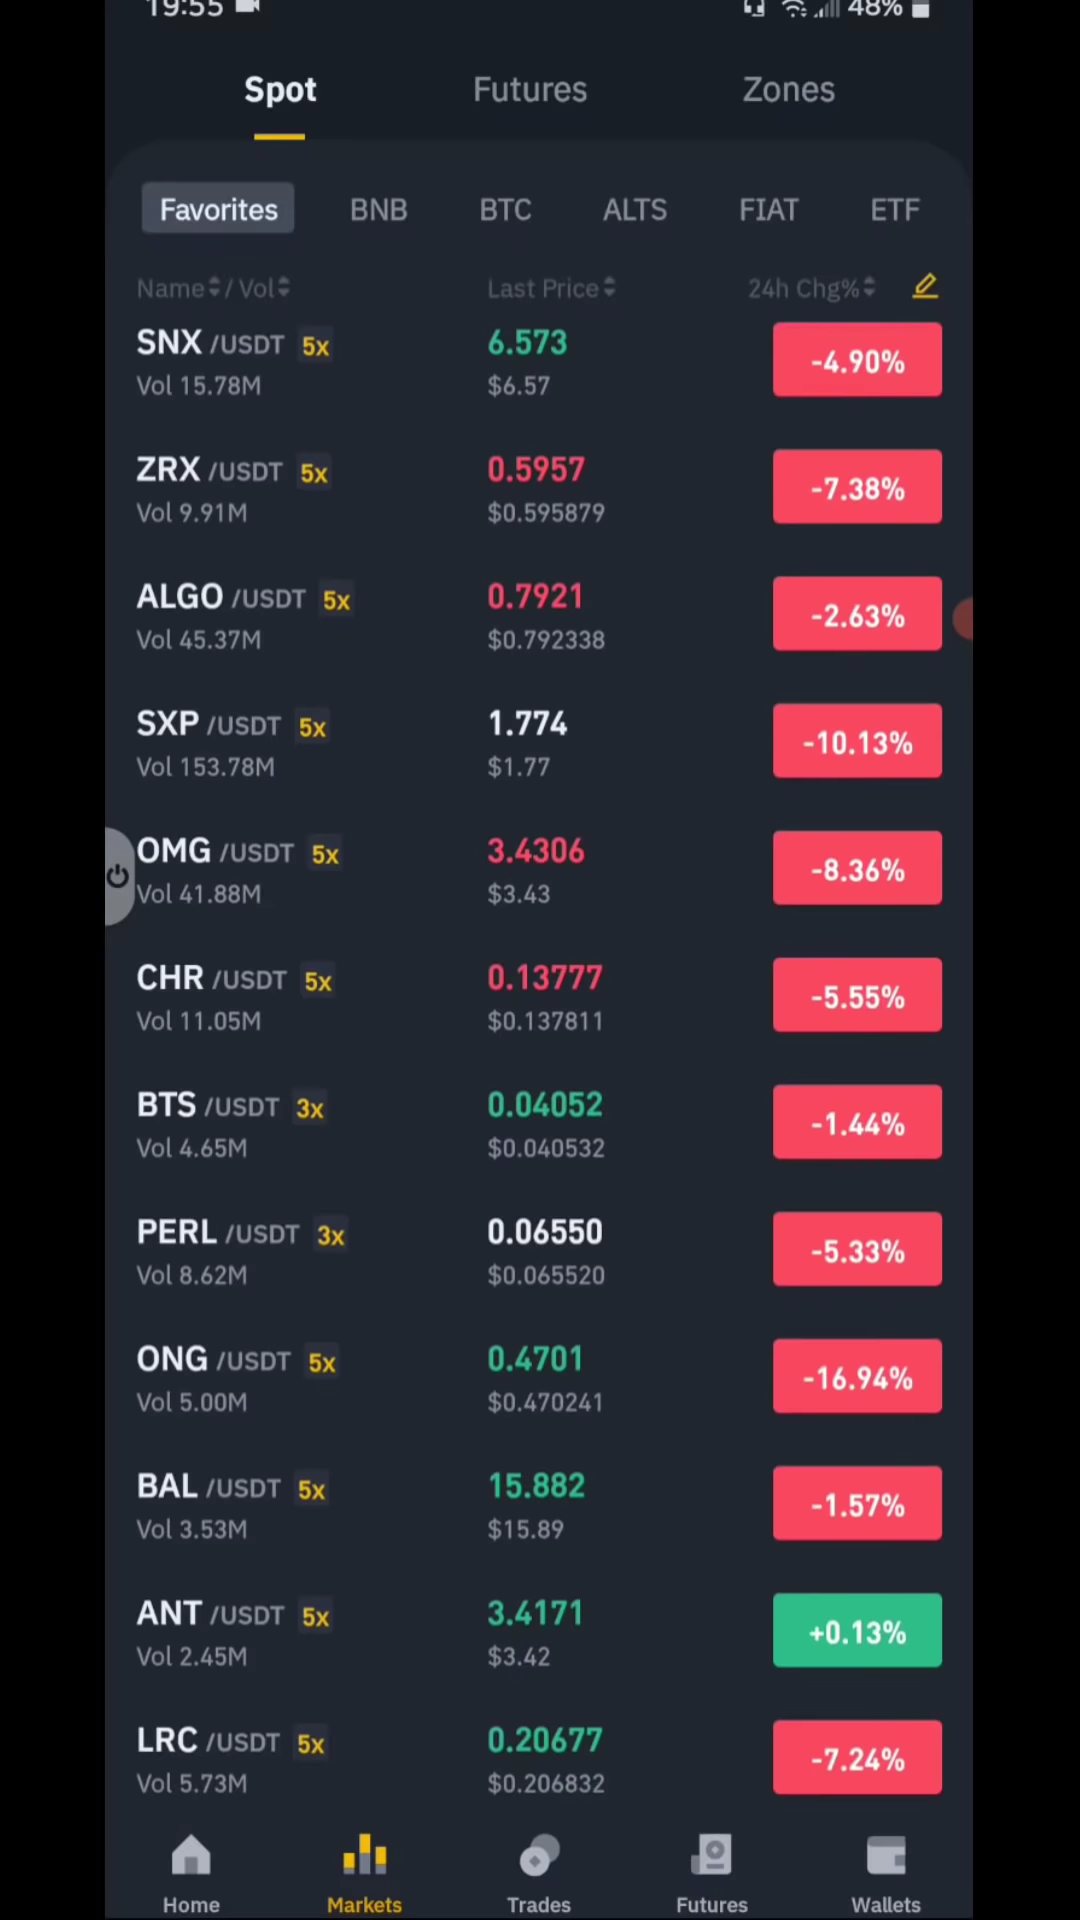 19:55 48%
Spot Futures Zones
Favorites BNB BTC ALTS FIAT ETF
Name / Vol Last Price 24h Chg%
SNX /USDT 5x 6.573 -4.90%
Vol 15.78M $6.57
ZRX /USDT 5x 0.5957 -7.38%
Vol 9.91M $0.595879
ALGO /USDT 5x 0.7921 -2.63%
Vol 45.37M $0.792338
SXP /USDT 5x 1.774 -10.13%
Vol 153.78M $1.77
OMG /USDT 5x 3.4306 -8.36%
Vol 41.88M $3.43
CHR /USDT 5x 0.13777 -5.55%
Vol 11.05M $0.137811
BTS /USDT 3x 0.04052 -1.44%
Vol 4.65M $0.040532
PERL /USDT 3x 0.06550 -5.33%
Vol 8.62M $0.065520
ONG /USDT 5x 0.4701 -16.94%
Vol 5.00M $0.470241
BAL /USDT 5x 15.882 -1.57%
Vol 3.53M $15.89
ANT /USDT 5x 3.4171 +0.13%
Vol 2.45M $3.42
LRC /USDT 5x 0.20677 -7.24%
Vol 5.73M $0.206832
Home Markets Trades Futures Wallets